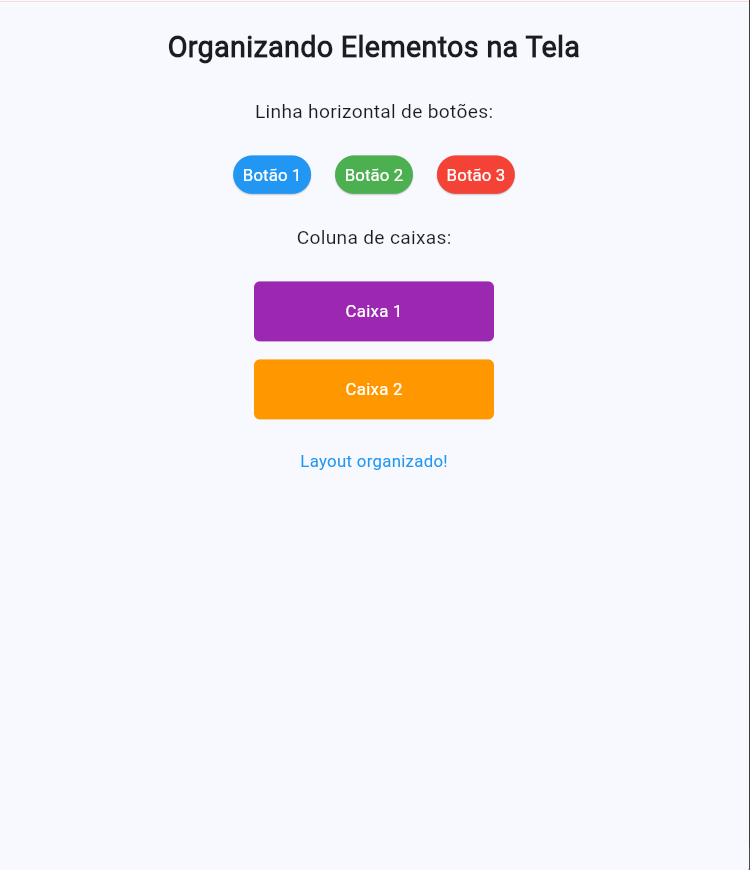 Organizando Elementos na Tela
Linha horizontal de botões:
Botão 1 Botão 2 Botão 3
Coluna de caixas:
Caixa 1
Caixa 2
Layout organizado!